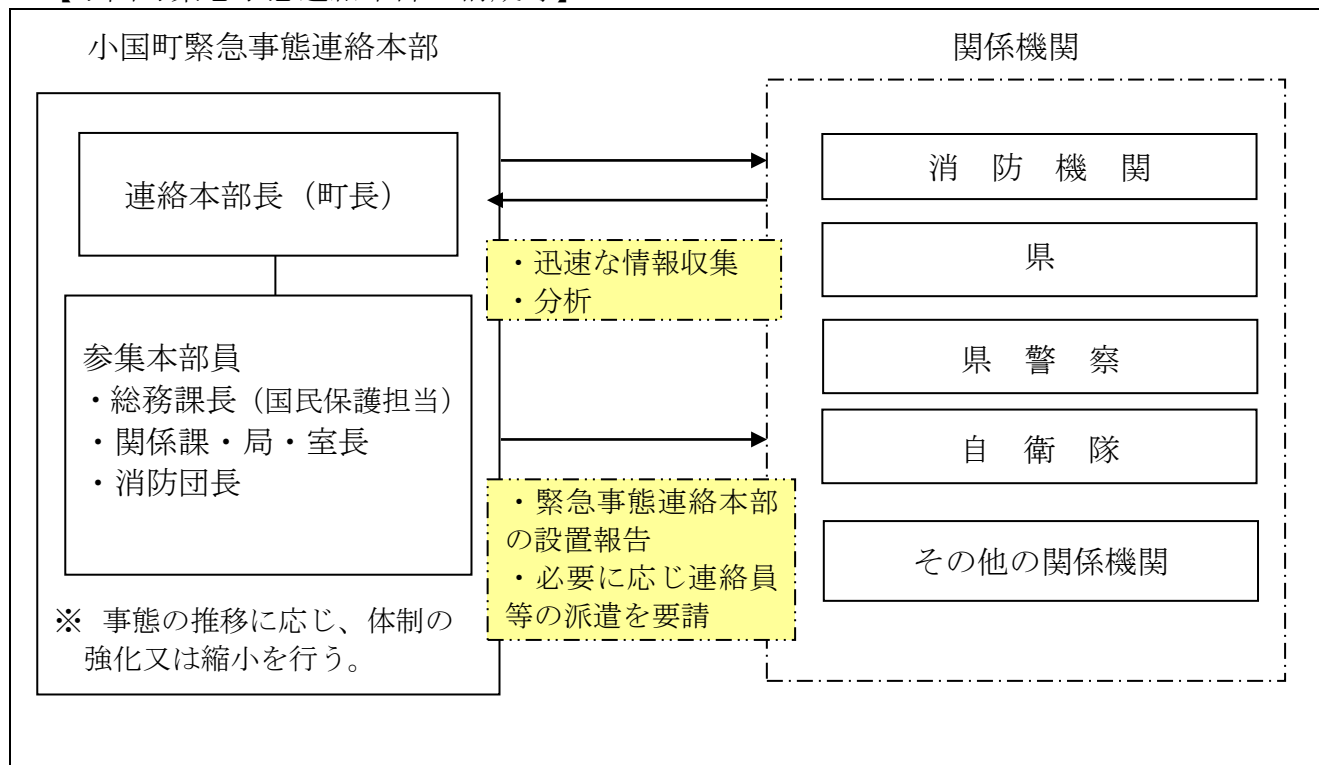 小国町緊急事態連絡本部
関係機関
連絡本部長（町長）
参集本部員
・総務課長（国民保護担当）
・関係課・局・室長
・消防団長
※ 事態の推移に応じ、体制の
強化又は縮小を行う。
・迅速な情報収集
・分析
・緊急事態連絡本部
の設置報告
・必要に応じ連絡員
等の派遣を要請
消 防 機 関
県
県 警 察
自 衛 隊
その他の関係機関